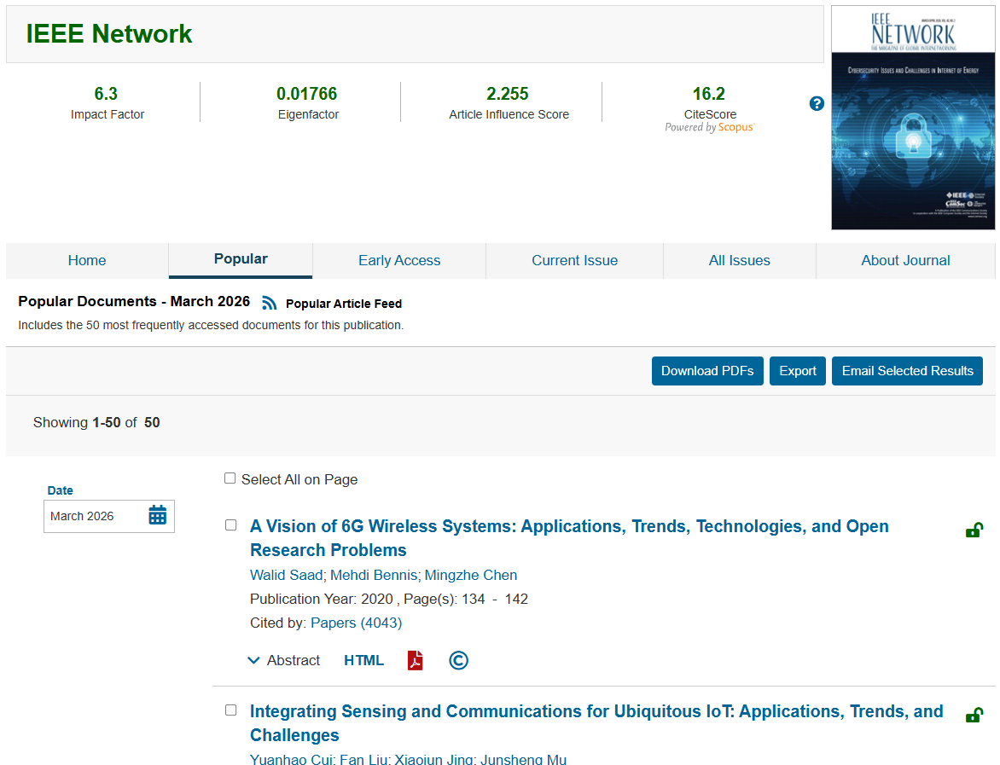 IEEE Network
6.3
Impact Factor
0.01766
Eigenfactor
2.255
Article Influence Score
16.2
CiteScore
Powered by Scopus
?
IEEE
NETWORK
THE MAGAZINE OF GLOBAL INTERNETWORKING
CYBERSECURITY ISSUES AND CHALLENGES IN INTERNET OF ENERGY
IEEE
ComSoc
Home
Popular
Early Access
Current Issue
All Issues
About Journal
Popular Documents - March 2026
Popular Article Feed
Includes the 50 most frequently accessed documents for this publication.
Download PDFs
Export
Email Selected Results
Showing 1-50 of 50
Date
March 2026
Select All on Page
A Vision of 6G Wireless Systems: Applications, Trends, Technologies, and Open
Research Problems
Walid Saad; Mehdi Bennis; Mingzhe Chen
Publication Year: 2020 , Page(s): 134 - 142
Cited by: Papers (4043)
Abstract
HTML
©
Integrating Sensing and Communications for Ubiquitous IoT: Applications, Trends, and
Challenges
Yuanhao Cui; Fan Liu; Xiaojun Jing; Junsheng Mu